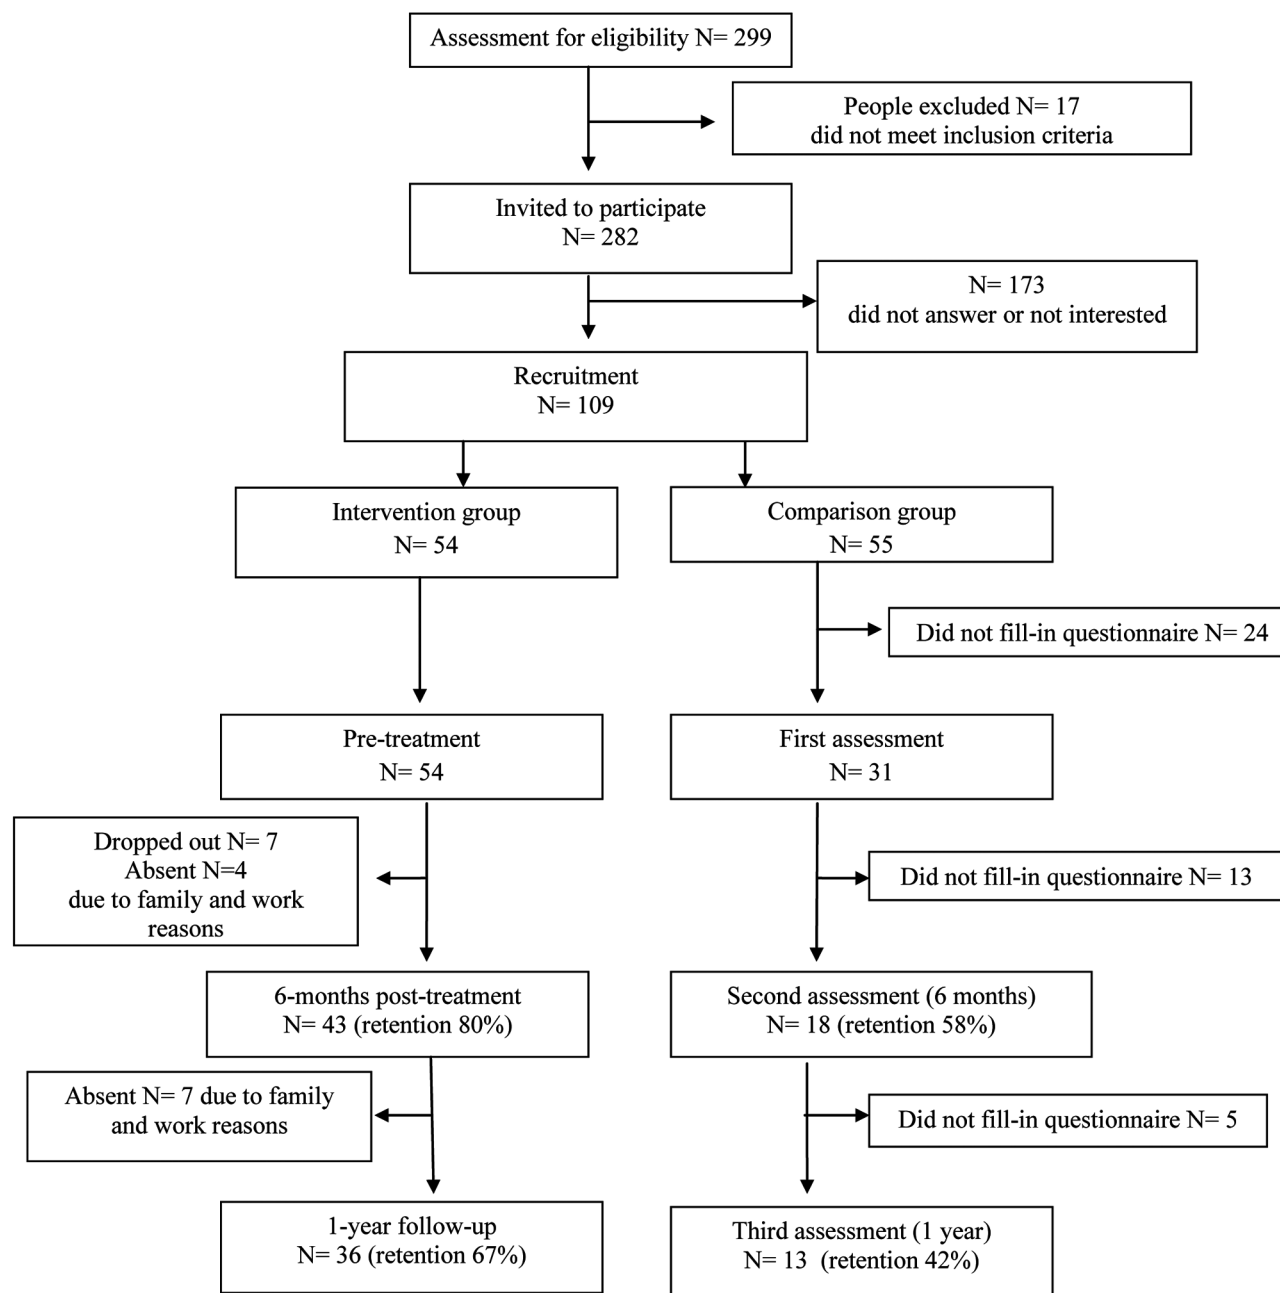 Assessment for eligibility N= 299
People excluded N= 17
did not meet inclusion criteria
Invited to participate
N= 282
N= 173
did not answer or not interested
Recruitment
N= 109
Intervention group
N= 54
Comparison group
N= 55
Did not fill-in questionnaire N= 24
Pre-treatment
N= 54
First assessment
N= 31
Dropped out N= 7
Absent N=4
due to family and work
reasons
Did not fill-in questionnaire N= 13
6-months post-treatment
N= 43 (retention 80%)
Second assessment (6 months)
N= 18 (retention 58%)
Absent N= 7 due to family
and work reasons
Did not fill-in questionnaire N= 5
1-year follow-up
N= 36 (retention 67%)
Third assessment (1 year)
N= 13  (retention 42%)